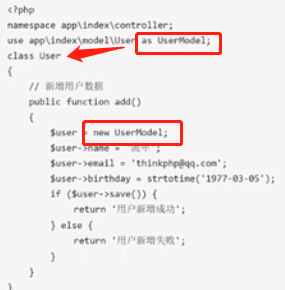 <?php
namespace app\index\controller;
use app\index\model\User as UserModel;
class User
{
// 新增用户数据
public function add()
{
$user = new UserModel;
$user->name = '流年';
$user->email = 'thinkphp@qq.com';
$user->birthday = strtotime('1977-03-05');
if ($user->save()) {
return '用户新增成功';
} else {
return '用户新增失败';
}
}
}